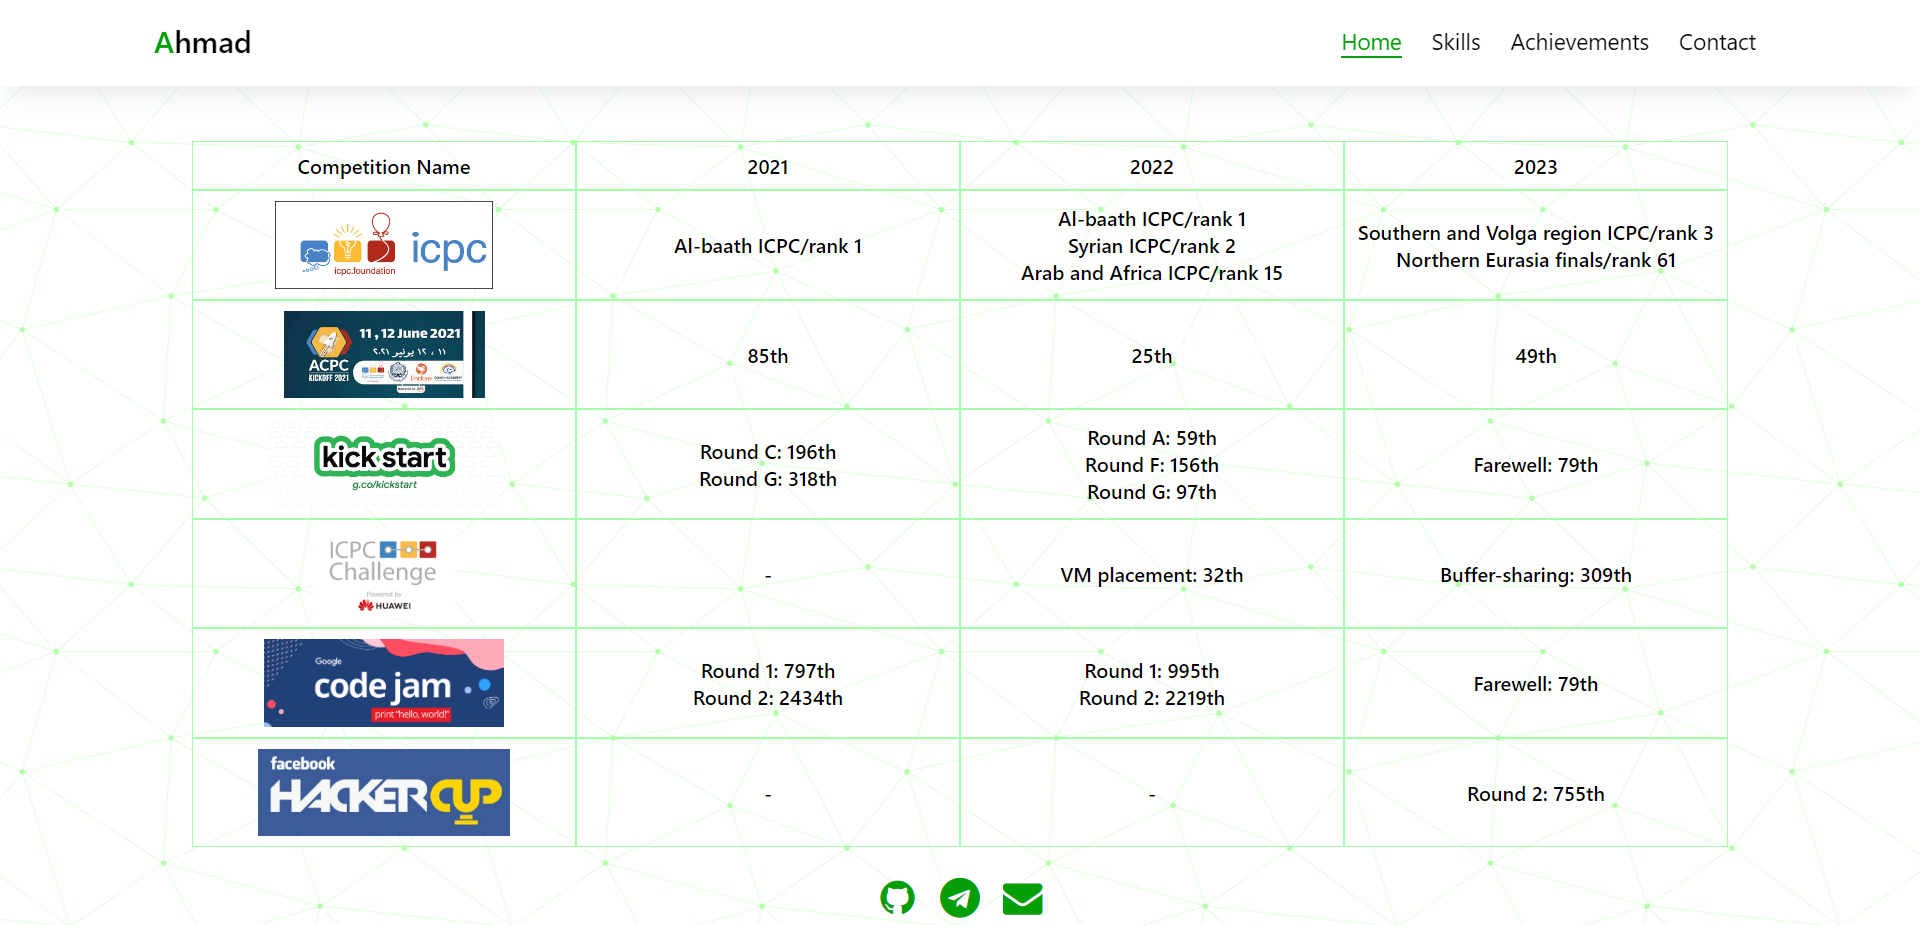 Ahmad
Home Skills Achievements Contact
Competition Name 2021 2022 2023
icpc
icpc.foundation
Al-baath ICPC/rank 1
Al-baath ICPC/rank 1
Syrian ICPC/rank 2
Arab and Africa ICPC/rank 15
Southern and Volga region ICPC/rank 3
Northern Eurasia finals/rank 61
11 , 12 June 2021
١١ ، ١٢ يونيو ٢٠٢١
ACPC
KICKOFF 2021
85th
25th
49th
kick start
g.co/kickstart
Round C: 196th
Round G: 318th
Round A: 59th
Round F: 156th
Round G: 97th
Farewell: 79th
ICPC
Challenge
Powered by
HUAWEI
-
VM placement: 32th
Buffer-sharing: 309th
Google
code jam
print "hello, world!"
Round 1: 797th
Round 2: 2434th
Round 1: 995th
Round 2: 2219th
Farewell: 79th
facebook
HACKERCUP
-
-
Round 2: 755th